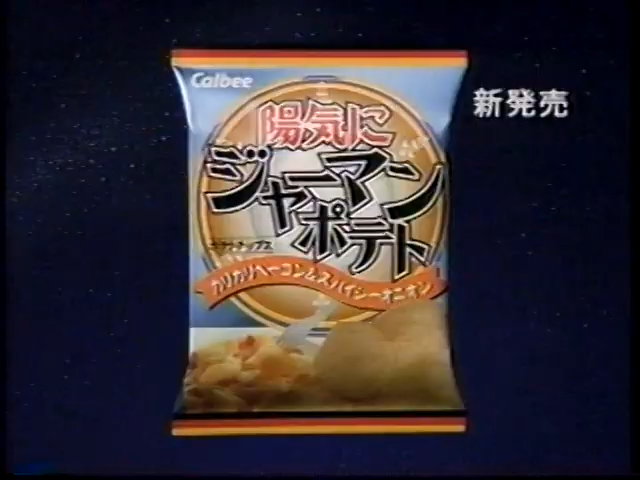 Calbee
新発売
陽気に
ジャーマン
ポテト
ポテトチップス
カリカリベーコン&スパイシーオニオン